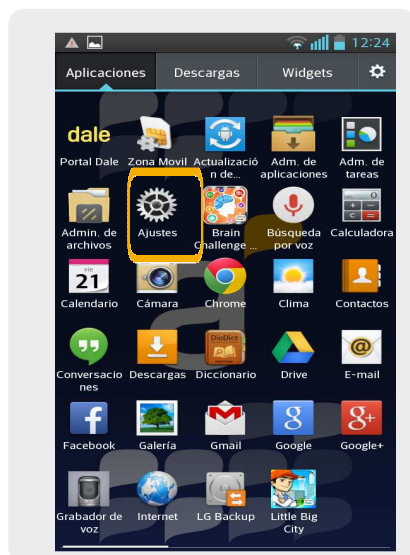 12:24
Aplicaciones Descargas Widgets
dale
Portal Dale Zona Movil Actualizació Adm. de Adm. de
n de... aplicaciones tareas
Admin. de Ajustes Brain Búsqueda Calculadora
archivos Challenge ... por voz
vie
21
Calendario Cámara Chrome Clima Contactos
DioDict
Conversacio Descargas Diccionario Drive E-mail
nes
Facebook Galería Gmail Google Google+
Grabador de Internet LG Backup Little Big
voz City